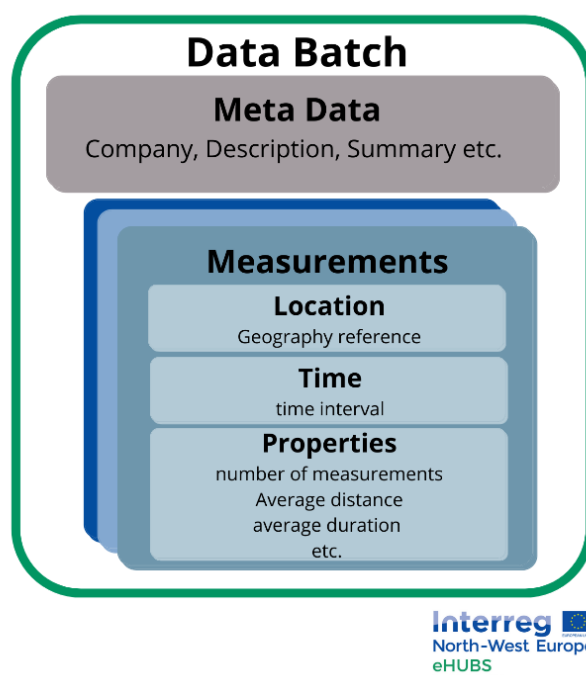 Data Batch
Meta Data
Company, Description, Summary etc.
Measurements
Location
Geography reference
Time
time interval
Properties
number of measurements
Average distance
average duration
etc.
Interreg
North-West Europe
eHUBS